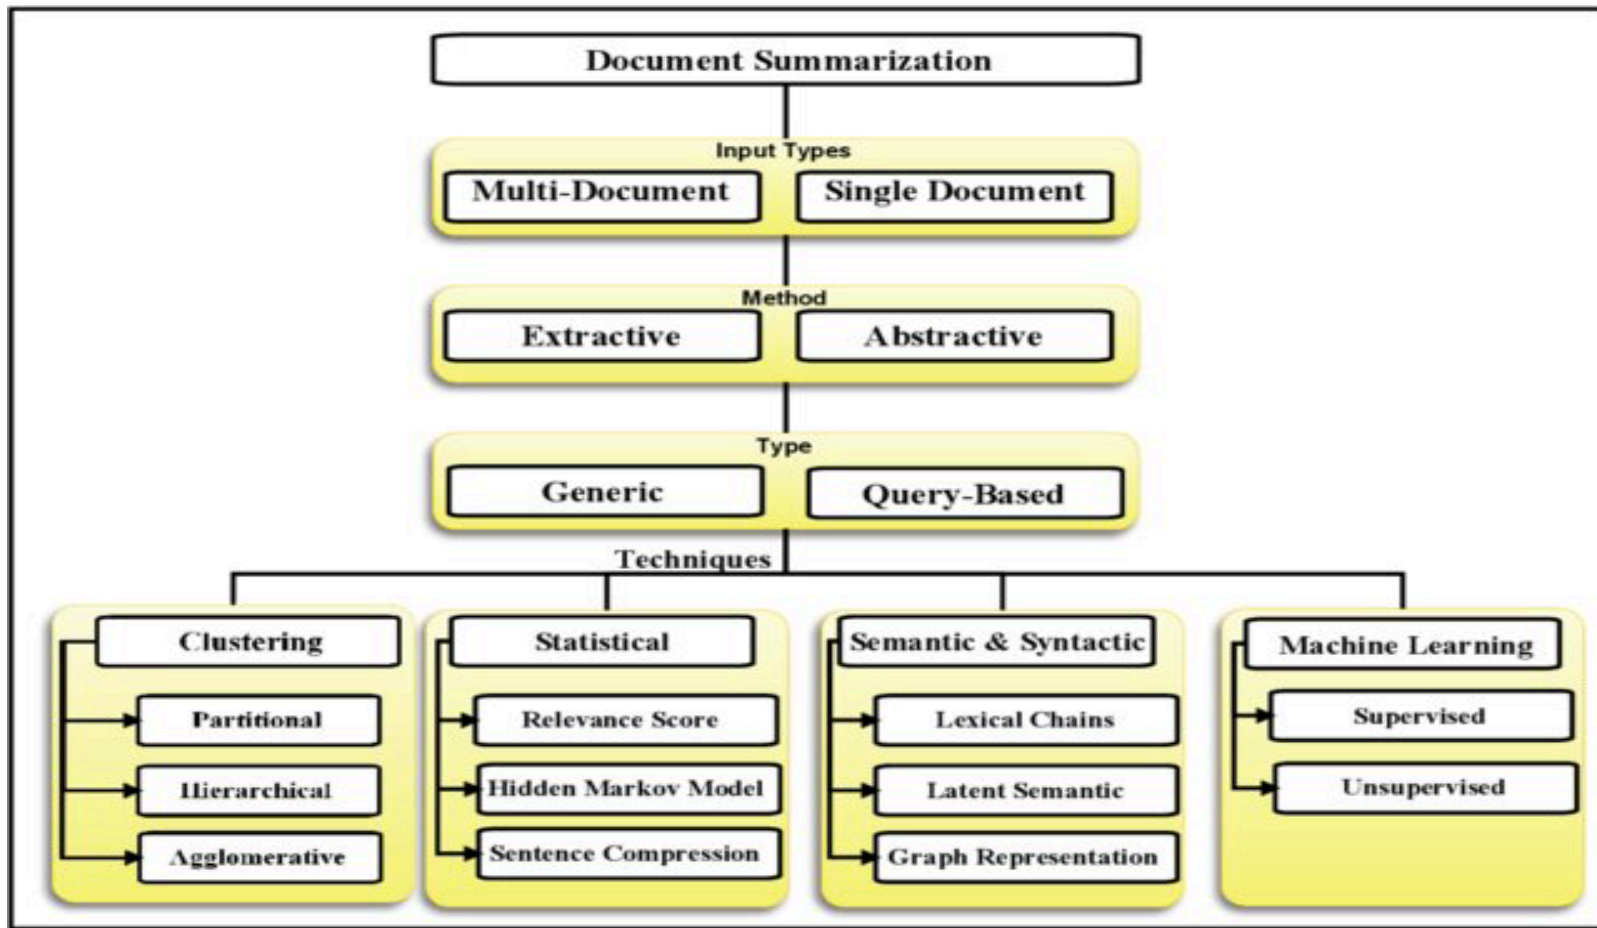 Document Summarization
Input Types
Multi-Document
Single Document
Method
Extractive
Abstractive
Type
Generic
Query-Based
Techniques
Clustering
Partitional
Hierarchical
Agglomerative
Statistical
Relevance Score
Hidden Markov Model
Sentence Compression
Semantic & Syntactic
Lexical Chains
Latent Semantic
Graph Representation
Machine Learning
Supervised
Unsupervised